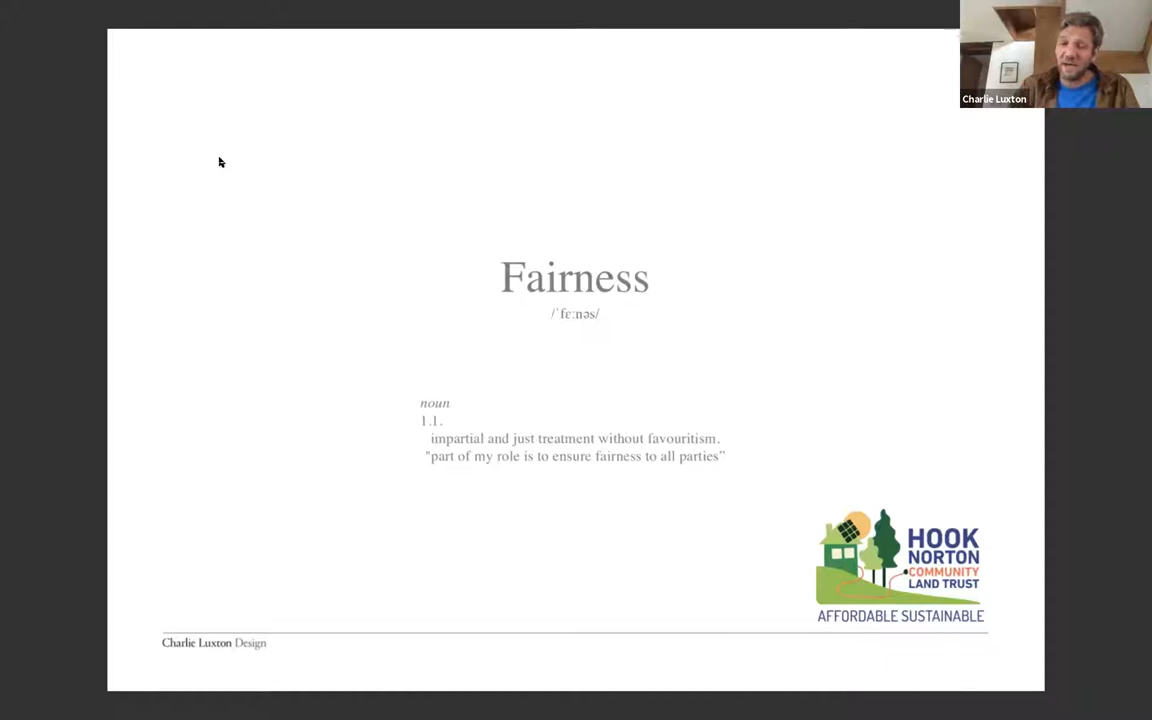 Charlie Luxton
Fairness
/ˈfɛːnəs/
noun
1.1.
impartial and just treatment without favouritism.
"part of my role is to ensure fairness to all parties”
HOOK
NORTON
COMMUNITY
LAND TRUST
AFFORDABLE SUSTAINABLE
Charlie Luxton Design